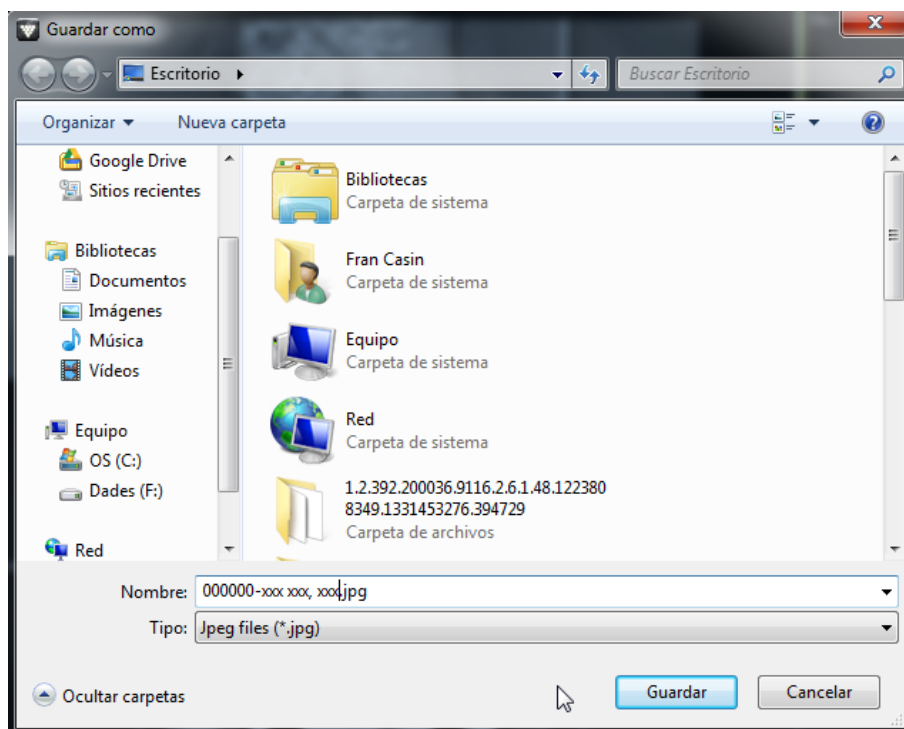 Guardar como
Escritorio
Buscar Escritorio
Organizar
Nueva carpeta
Google Drive
Sitios recientes
Bibliotecas
Documentos
Imágenes
Música
Vídeos
Equipo
OS (C:)
Dades (F:)
Red
Bibliotecas
Carpeta de sistema
Fran Casin
Carpeta de sistema
Equipo
Carpeta de sistema
Red
Carpeta de sistema
1.2.392.200036.9116.2.6.1.48.122380
8349.1331453276.394729
Carpeta de archivos
Nombre: 000000-xxx xxx, xxx.jpg
Tipo: Jpeg files (*.jpg)
Ocultar carpetas
Guardar
Cancelar